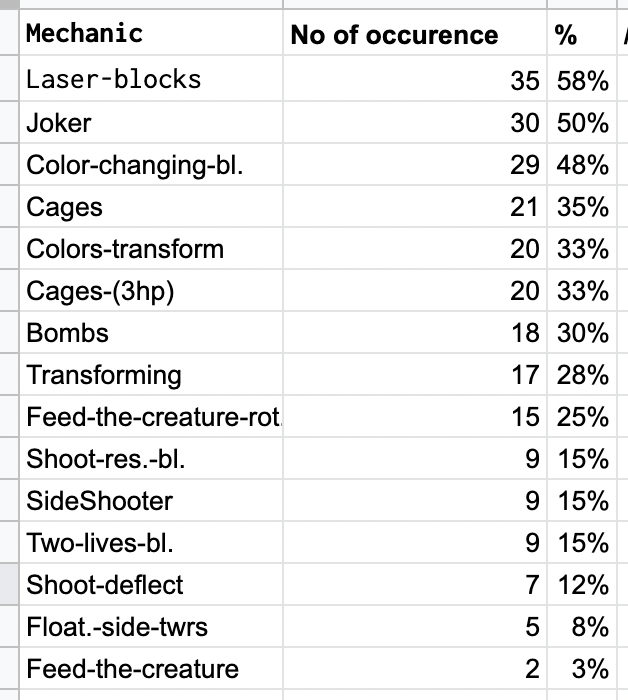 Mechanic No of occurence %
Laser-blocks 35 58%
Joker 30 50%
Color-changing-bl. 29 48%
Cages 21 35%
Colors-transform 20 33%
Cages-(3hp) 20 33%
Bombs 18 30%
Transforming 17 28%
Feed-the-creature-rot. 15 25%
Shoot-res.-bl. 9 15%
SideShooter 9 15%
Two-lives-bl. 9 15%
Shoot-deflect 7 12%
Float.-side-twrs 5 8%
Feed-the-creature 2 3%